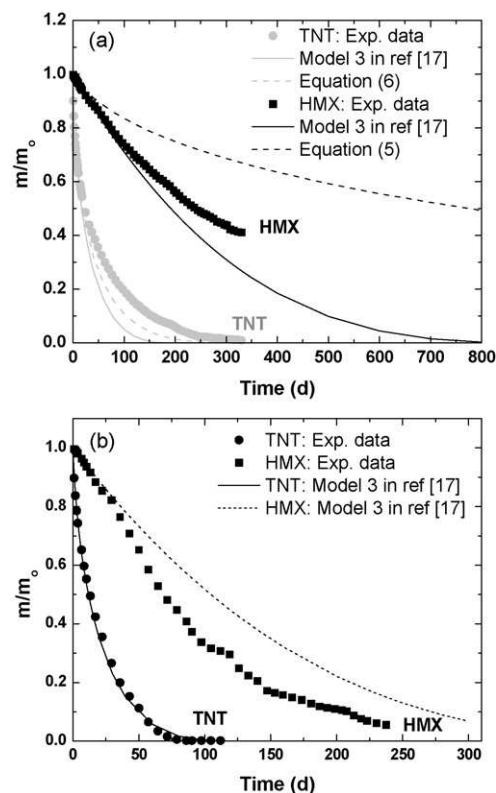 (a)
TNT: Exp. data
Model 3 in ref [17]
Equation (6)
HMX: Exp. data
Model 3 in ref [17]
Equation (5)
m/mo
1.0
0.8
0.6
0.4
0.2
0.0
HMX
TNT
0 100 200 300 400 500 600 700 800
Time (d)
(b)
TNT: Exp. data
HMX: Exp. data
TNT: Model 3 in ref [17]
HMX: Model 3 in ref [17]
m/mo
1.0
0.8
0.6
0.4
0.2
0.0
TNT
HMX
0 50 100 150 200 250 300
Time (d)